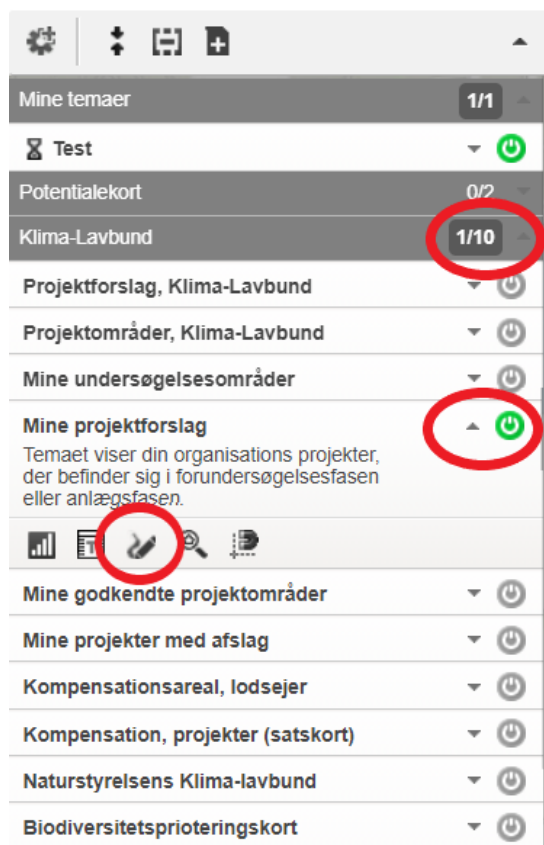 Mine temaer 1/1
Test
Potentialekort 0/2
Klima-Lavbund 1/10
Projektforslag, Klima-Lavbund
Projektområder, Klima-Lavbund
Mine undersøgelsesområder
Mine projektforslag
Temaet viser din organisations projekter,
der befinder sig i forundersøgelsesfasen
eller anlægsfasen.
Mine godkendte projektområder
Mine projekter med afslag
Kompensationsareal, lodsejer
Kompensation, projekter (satskort)
Naturstyrelsens Klima-lavbund
Biodiversitetsprioteringskort